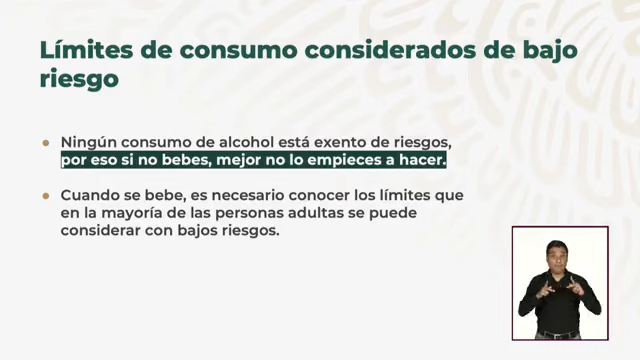 Límites de consumo considerados de bajo
riesgo
• Ningún consumo de alcohol está exento de riesgos,
por eso si no bebes, mejor no lo empieces a hacer.
• Cuando se bebe, es necesario conocer los límites que
en la mayoría de las personas adultas se puede
considerar con bajos riesgos.